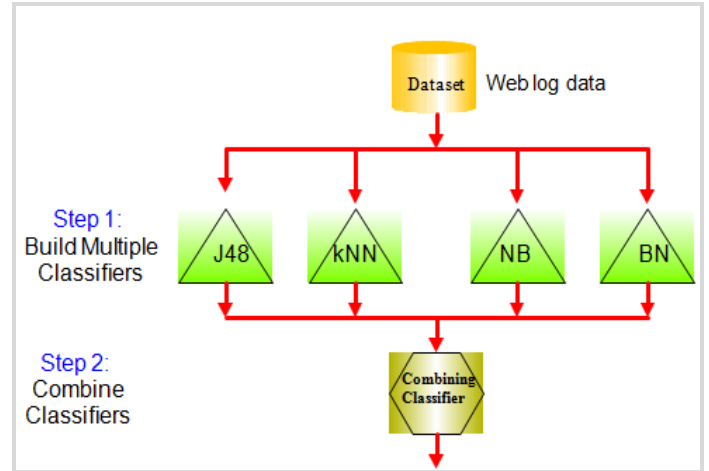 Dataset
Web log data
Step 1:
Build Multiple
Classifiers
J48
kNN
NB
BN
Step 2:
Combine
Classifiers
Combining
Classifier